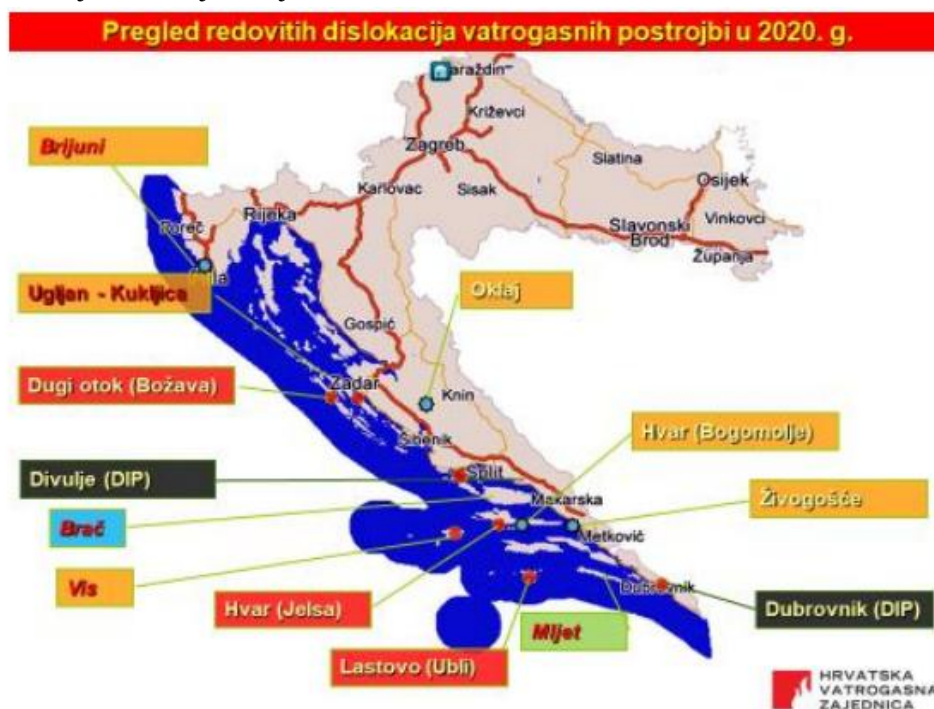 Pregled redovitih dislokacija vatrogasnih postrojbi u 2020. g.
araždin
Križevci
Brijuni
Zagreb
Slatina
Osijek
Karlovac
Sisak
Rijeka
Slavonski
Brod
Vinkovci
Poreč
Županja
Ugljan - Kukljica
Oklaj
Gospić
Dugi otok (Božava)
Zadar
Knin
Šibenik
Hvar (Bogomolje)
Divulje (DIP)
Split
Makarska
Živogošće
Brač
Metković
Vis
Dubrovnik
Hvar (Jelsa)
Mljet
Dubrovnik (DIP)
Lastovo (Ubli)
HRVATSKA
VATROGASNA
ZAJEDNICA